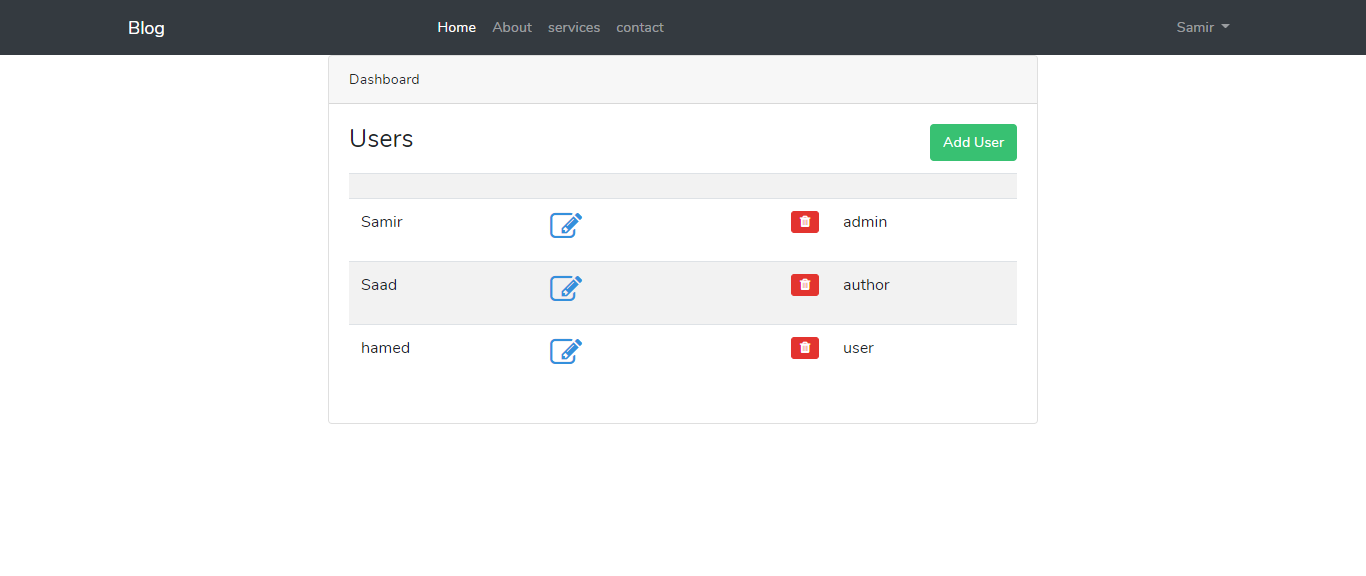 Blog Home About services contact Samir
Dashboard
Users Add User
Samir admin
Saad author
hamed user